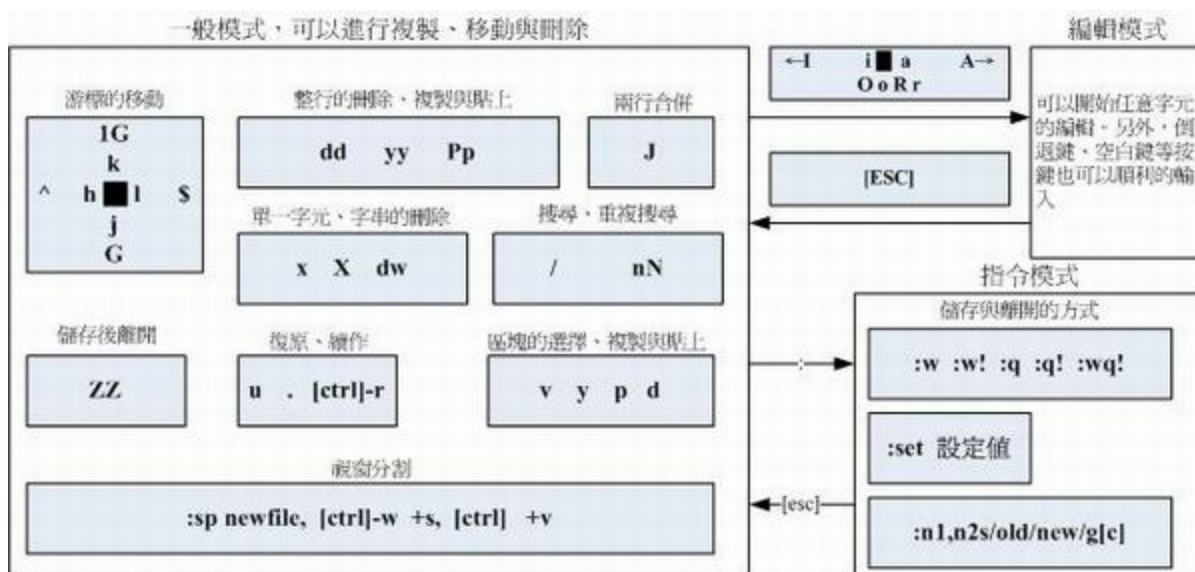 一般模式、可以進行複製、移動與刪除
游標的移動
1G
k
^ h l $
j
G
整行的刪除、複製與貼上
dd yy Pp
兩行合併
J
單一字元、字串的刪除
x X dw
搜尋、重複搜尋
/ nN
儲存後離開
ZZ
復原、續作
u . [ctrl]-r
區塊的選擇、複製與貼上
v y p d
視窗分割
:sp newfile, [ctrl]-w +s, [ctrl] +v
←I i a A→
O o R r
[ESC]
編輯模式
可以開始任意字元
的編輯。另外，倒
退鍵、空白鍵等按
鍵也可以順利的輸
入
:
[esc]
指令模式
儲存與離開的方式
:w :w! :q :q! :wq!
:set 設定值
:n1,n2s/old/new/g[c]